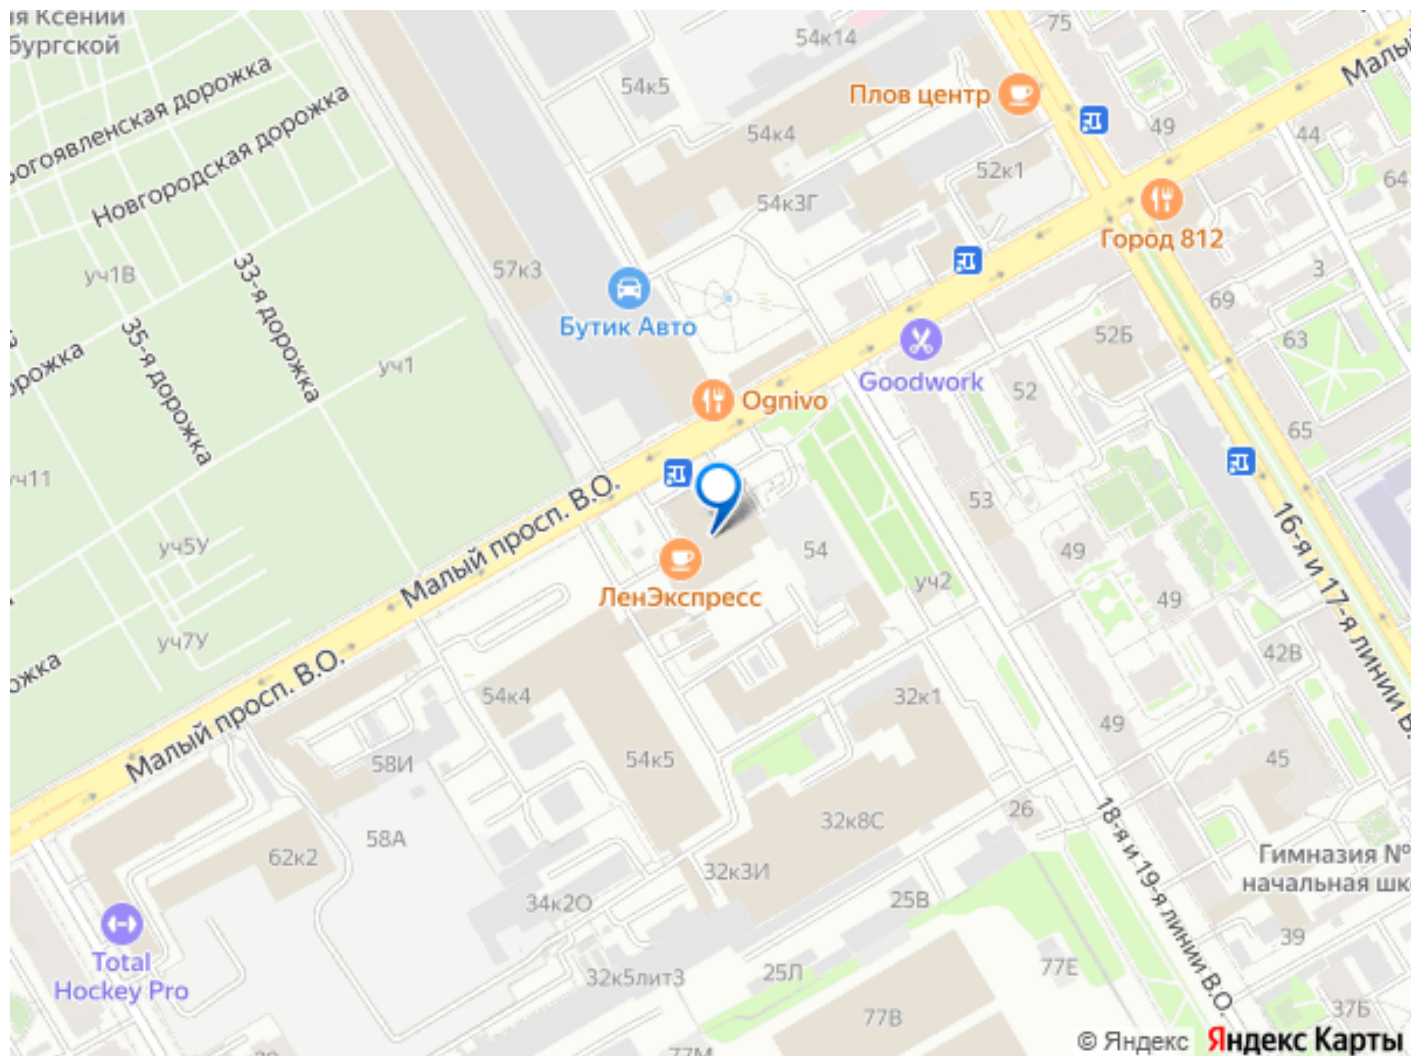 я Ксении
бургской
огоявленская дорожка
Новгородская дорожка
33-я дорожка
35-я дорожка
орожка
ожка
уч1В
уч1
уч11
уч5У
уч7У
54к14
75
Малы
54к5
Плов центр
54к4
49
44
52к1
64
54к3Г
Город 812
57к3
3
Бутик Авто
69
52Б
63
Goodwork
52
Ognivo
65
53
Малый просп. В.О.
54
49
16-я и 17-я линии В.
ЛенЭкспресс
уч2
49
42В
Малый просп. В.О.
54к4
32к1
49
58И
54к5
45
32к8С
26
18-я и 19-я линии В.О.
58А
62к2
32к3И
Гимназия №
начальная шк
34к2О
25В
39
Total
Hockey Pro
32к5лит3
25Л
77Е
77В
37Б
77М
© Яндекс
Яндекс Карты